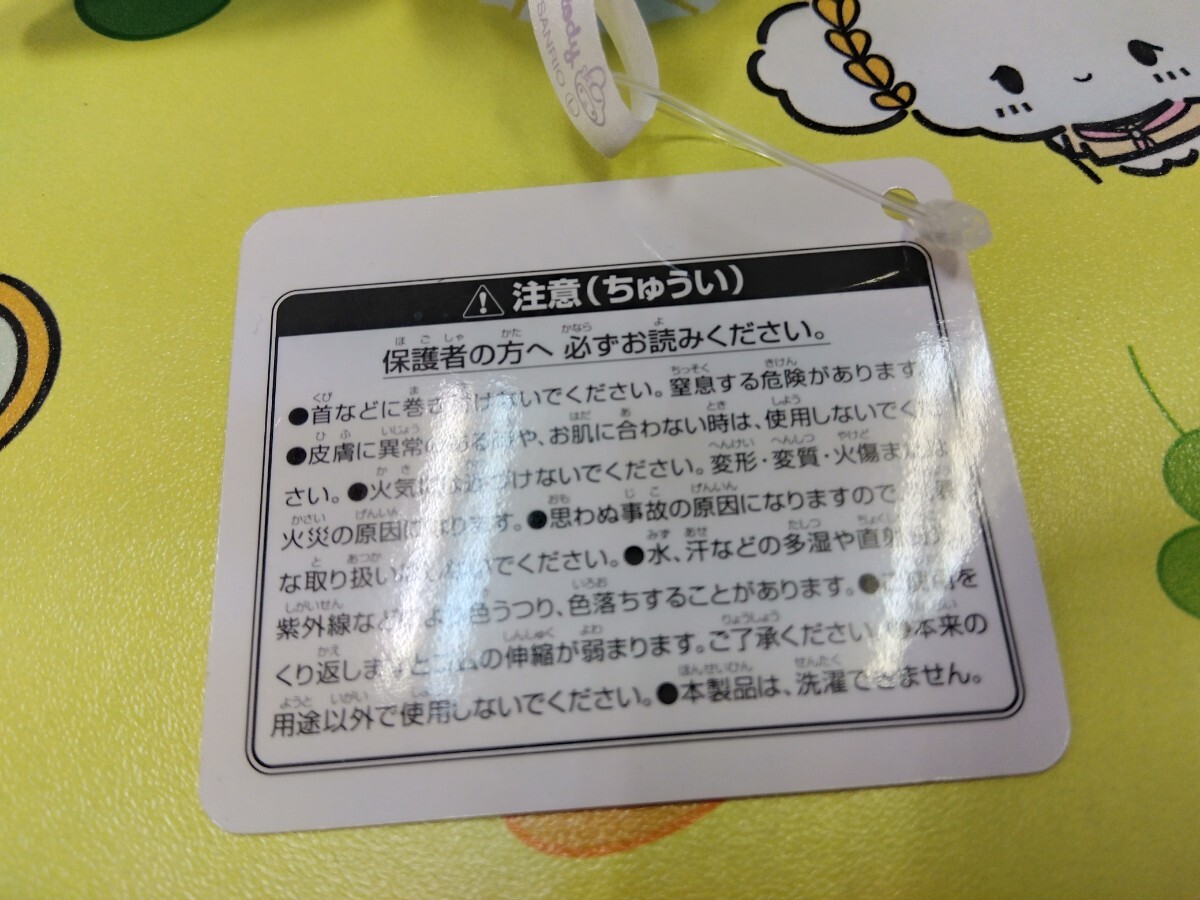 ody
SANRIO
注意(ちゅうい)
保護者の方へ 必ずお読みください。
●首などに巻き けないでください。窒息する危険があります
●皮膚に異常の や、お肌に合わない時は、使用しないでく
さい。●火気に づけないでください。変形・変質・火傷ま
火災の原因になります。●思わぬ事故の原因になりますので、
な取り扱い でください。●水、汗などの多湿や直射
紫外線など 色うつり、色落ちすることがあります。● を
くり返しますとゴムの伸縮が弱まります。ご了承ください。●本来の
用途以外で使用しないでください。●本製品は、洗濯できません。